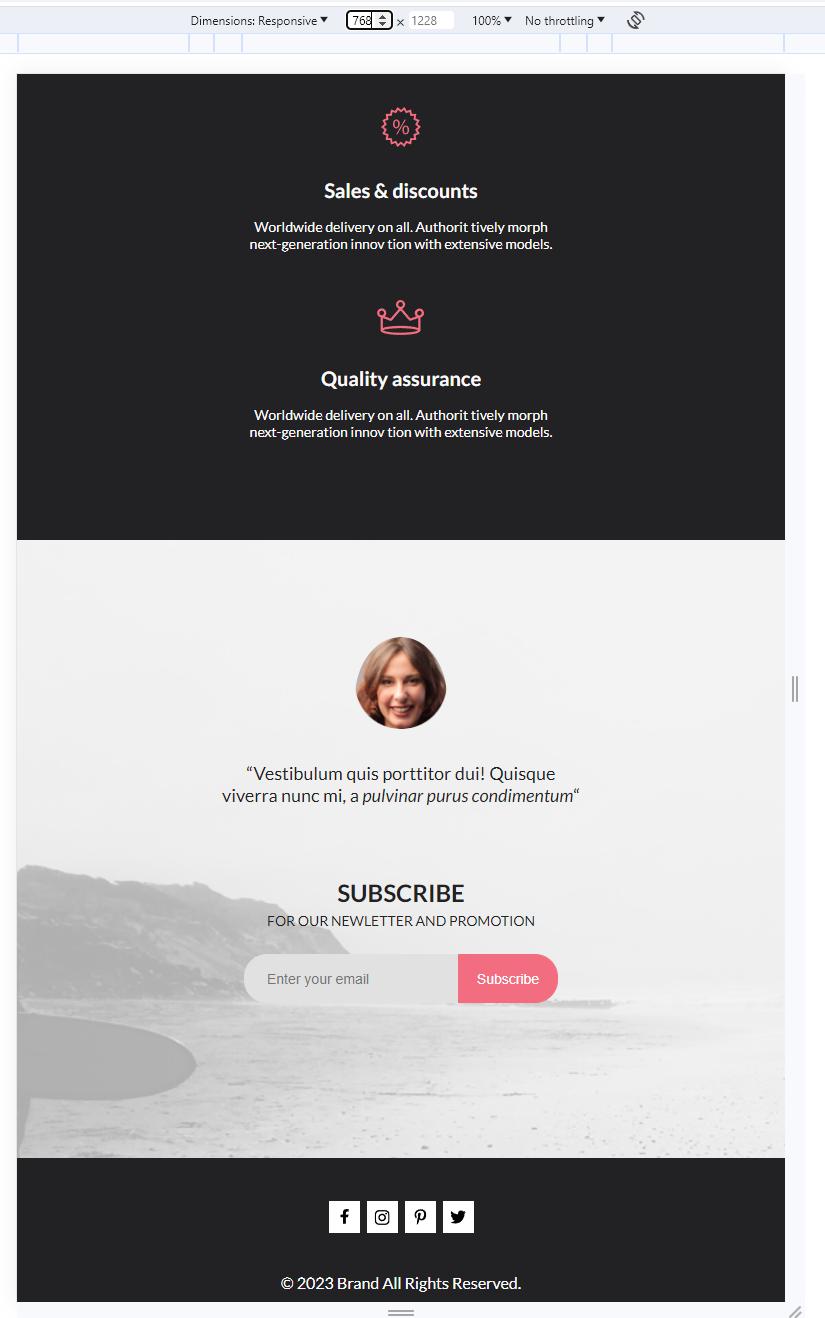 Dimensions: Responsive 768 × 1228 100% No throttling
%
Sales & discounts
Worldwide delivery on all. Authorit tively morph
next-generation innov tion with extensive models.
Quality assurance
Worldwide delivery on all. Authorit tively morph
next-generation innov tion with extensive models.
“Vestibulum quis porttitor dui! Quisque
viverra nunc mi, a pulvinar purus condimentum“
SUBSCRIBE
FOR OUR NEWLETTER AND PROMOTION
Enter your email Subscribe
© 2023 Brand All Rights Reserved.